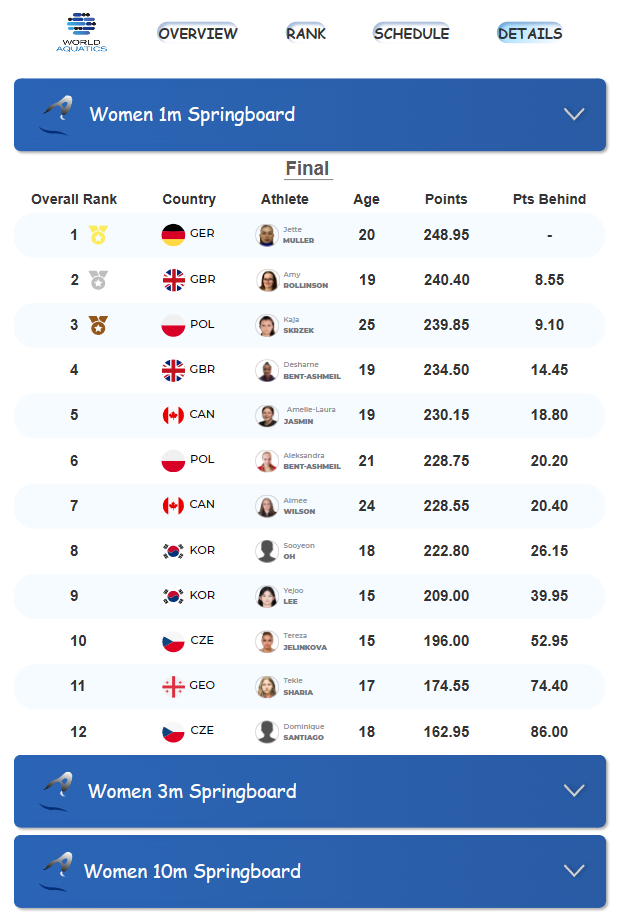 WORLD
AQUATICS
OVERVIEW RANK SCHEDULE DETAILS
Women 1m Springboard
Final
Overall Rank Country Athlete Age Points Pts Behind
1 GER Jette MULLER 20 248.95 -
2 GBR Amy ROLLINSON 19 240.40 8.55
3 POL Kaja SKRZEK 25 239.85 9.10
4 GBR Desharne BENT-ASHMEIL 19 234.50 14.45
5 CAN Amelie-Laura JASMIN 19 230.15 18.80
6 POL Aleksandra BENT-ASHMEIL 21 228.75 20.20
7 CAN Aimee WILSON 24 228.55 20.40
8 KOR Sooyeon OH 18 222.80 26.15
9 KOR Yejoo LEE 15 209.00 39.95
10 CZE Tereza JELINKOVA 15 196.00 52.95
11 GEO Tekle SHARIA 17 174.55 74.40
12 CZE Dominique SANTIAGO 18 162.95 86.00
Women 3m Springboard
Women 10m Springboard